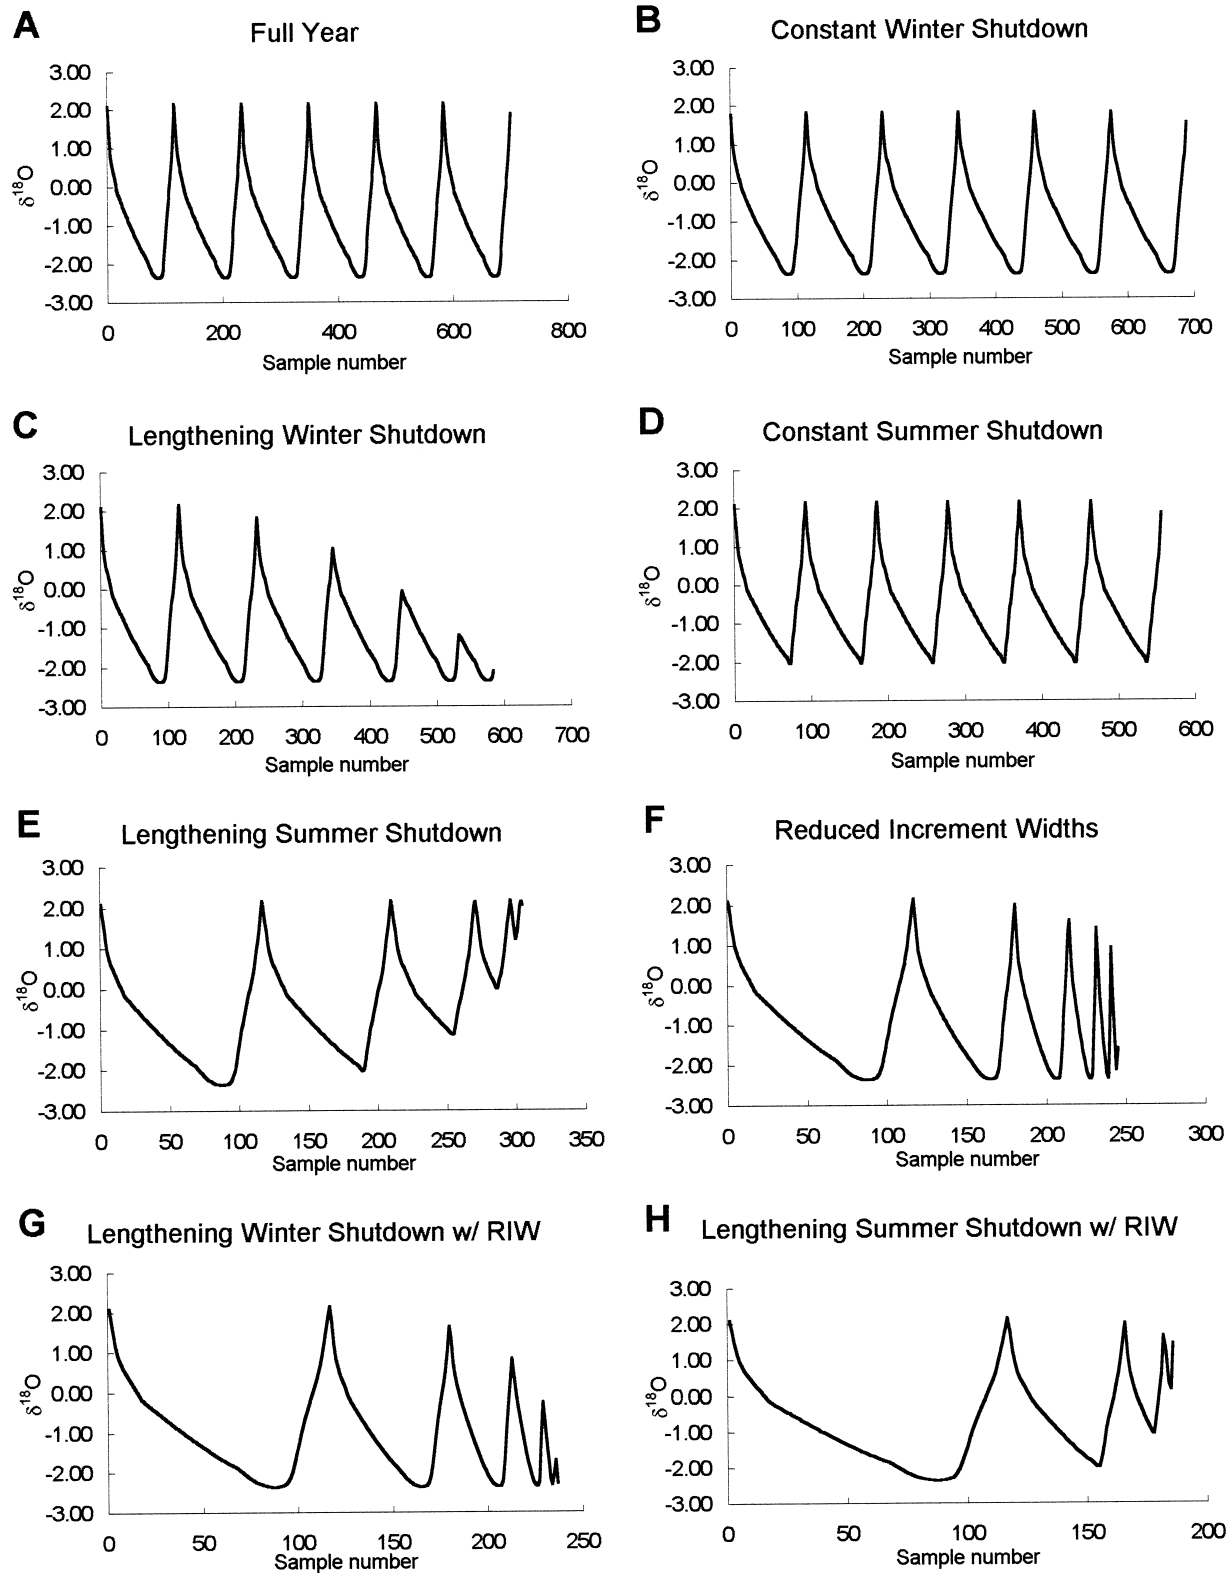 A
Full Year
3.00
2.00
1.00
0.00
-1.00
-2.00
-3.00
δ18O
0 200 400 600 800
Sample number
B
Constant Winter Shutdown
3.00
2.00
1.00
0.00
-1.00
-2.00
-3.00
δ18O
0 100 200 300 400 500 600 700
Sample number
C
Lengthening Winter Shutdown
3.00
2.00
1.00
0.00
-1.00
-2.00
-3.00
δ18O
0 100 200 300 400 500 600 700
Sample number
D
Constant Summer Shutdown
3.00
2.00
1.00
0.00
-1.00
-2.00
-3.00
δ18O
0 100 200 300 400 500 600
Sample number
E
Lengthening Summer Shutdown
3.00
2.00
1.00
0.00
-1.00
-2.00
-3.00
δ18O
0 50 100 150 200 250 300 350
Sample number
F
Reduced Increment Widths
3.00
2.00
1.00
0.00
-1.00
-2.00
-3.00
δ18O
0 50 100 150 200 250 300
Sample number
G
Lengthening Winter Shutdown w/ RIW
3.00
2.00
1.00
0.00
-1.00
-2.00
-3.00
δ18O
0 50 100 150 200 250
Sample number
H
Lengthening Summer Shutdown w/ RIW
3.00
2.00
1.00
0.00
-1.00
-2.00
-3.00
δ18O
0 50 100 150 200
Sample number